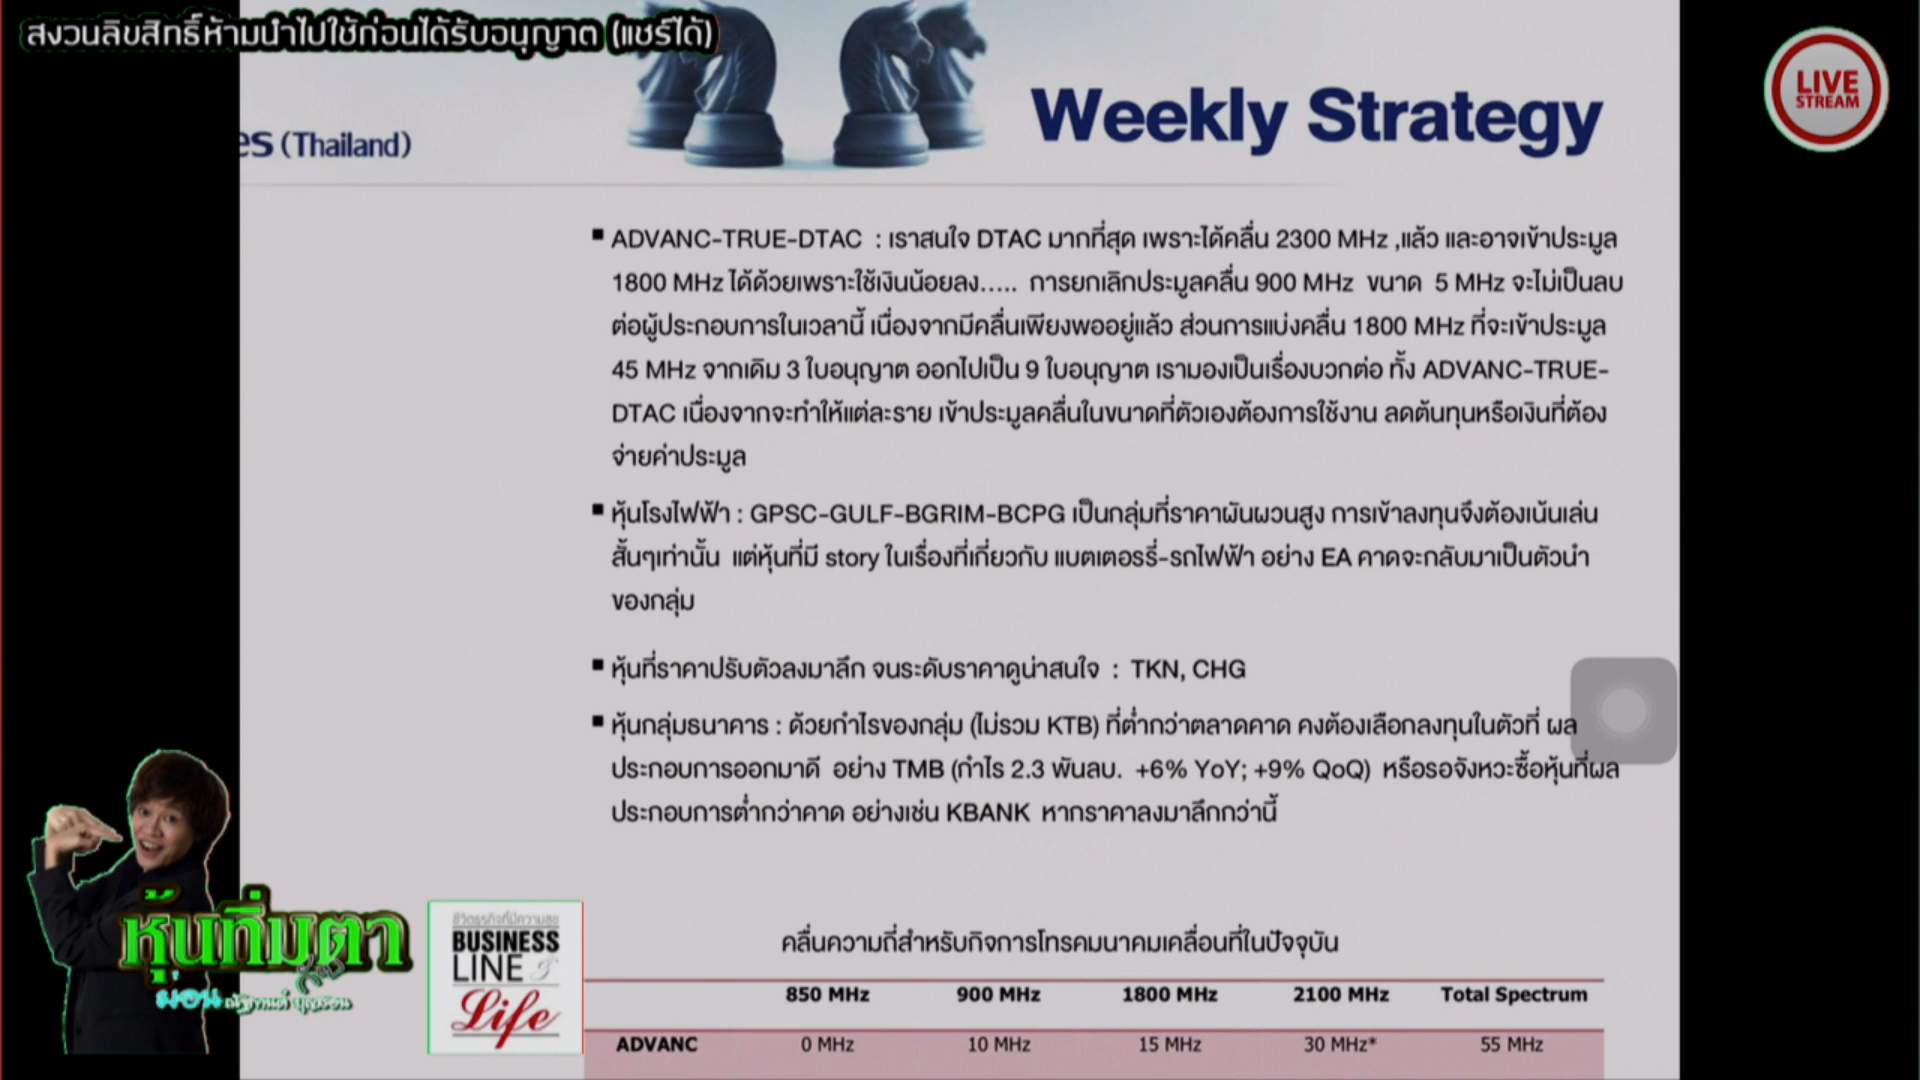 สงวนลิขสิทธิ์ห้ามนำไปใช้ก่อนได้รับอนุญาต (แชร์ได้)
LIVE
STREAM
es (Thailand)
Weekly Strategy
▪ ADVANC-TRUE-DTAC : เราสนใจ DTAC มากที่สุด เพราะได้คลื่น 2300 MHz ,แล้ว และอาจเข้าประมูล
1800 MHz ได้ด้วยเพราะใช้เงินน้อยลง..... การยกเลิกประมูลคลื่น 900 MHz ขนาด 5 MHz จะไม่เป็นลบ
ต่อผู้ประกอบการในเวลานี้ เนื่องจากมีคลื่นเพียงพออยู่แล้ว ส่วนการแบ่งคลื่น 1800 MHz ที่จะเข้าประมูล
45 MHz จากเดิม 3 ใบอนุญาต ออกไปเป็น 9 ใบอนุญาต เรามองเป็นเรื่องบวกต่อ ทั้ง ADVANC-TRUE-
DTAC เนื่องจากจะทำให้แต่ละราย เข้าประมูลคลื่นในขนาดที่ตัวเองต้องการใช้งาน ลดต้นทุนหรือเงินที่ต้อง
จ่ายค่าประมูล
▪ หุ้นโรงไฟฟ้า : GPSC-GULF-BGRIM-BCPG เป็นกลุ่มที่ราคาผันผวนสูง การเข้าลงทุนจึงต้องเน้นเล่น
สั้นๆเท่านั้น แต่หุ้นที่มี story ในเรื่องที่เกี่ยวกับ แบตเตอรรี่-รถไฟฟ้า อย่าง EA คาดจะกลับมาเป็นตัวนำ
ของกลุ่ม
▪ หุ้นที่ราคาปรับตัวลงมาลึก จนระดับราคาดูน่าสนใจ : TKN, CHG
▪ หุ้นกลุ่มธนาคาร : ด้วยกำไรของกลุ่ม (ไม่รวม KTB) ที่ต่ำกว่าตลาดคาด คงต้องเลือกลงทุนในตัวที่ ผล
ประกอบการออกมาดี อย่าง TMB (กำไร 2.3 พันลบ. +6% YoY; +9% QoQ) หรือรอจังหวะซื้อหุ้นที่ผล
ประกอบการต่ำกว่าคาด อย่างเช่น KBANK หากราคาลงมาลึกกว่านี้
คลื่นความถี่สำหรับกิจการโทรคมนาคมเคลื่อนที่ในปัจจุบัน
850 MHz 900 MHz 1800 MHz 2100 MHz Total Spectrum
ADVANC 0 MHz 10 MHz 15 MHz 30 MHz* 55 MHz
หุ้นทิ่มตา
กับ
ม่อน
ชีวิตธุรกิจที่มีความสุข
BUSINESS
LINE
Life